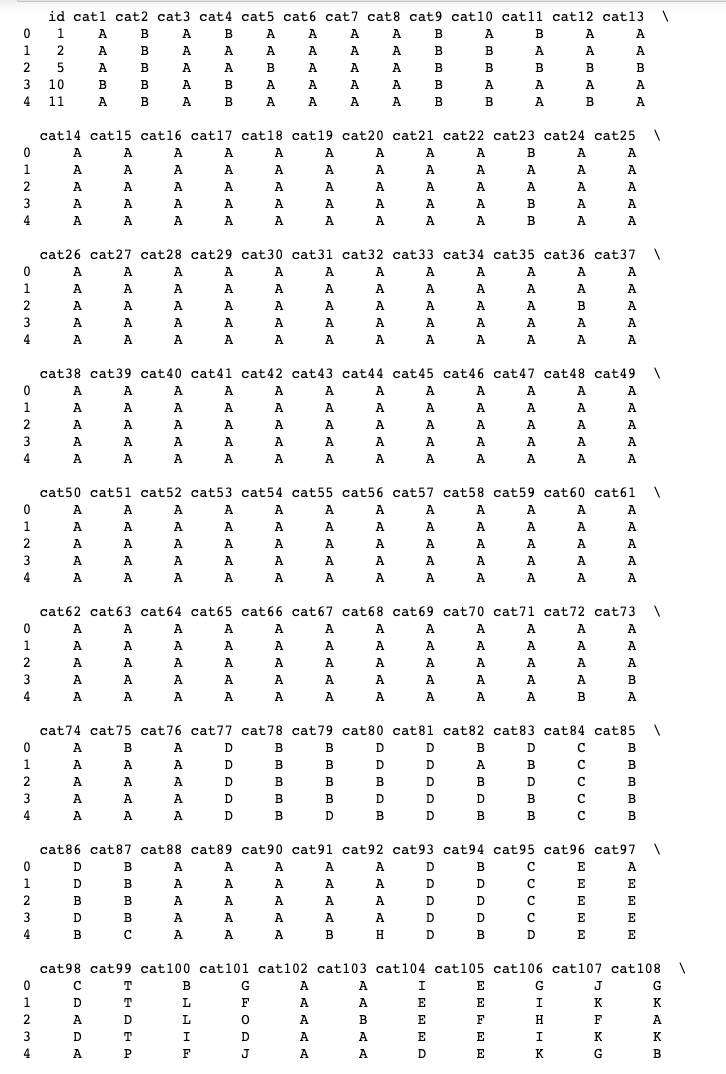 id cat1 cat2 cat3 cat4 cat5 cat6 cat7 cat8 cat9 cat10 cat11 cat12 cat13 \
0 1 A B A B A A A A B A B A A
1 2 A B A A A A A A B B A A A
2 5 A B A A B A A A B B B B B
3 10 B B A B A A A A B A A A A
4 11 A B A B A A A A B B A B A
cat14 cat15 cat16 cat17 cat18 cat19 cat20 cat21 cat22 cat23 cat24 cat25 \
0 A A A A A A A A A B A A
1 A A A A A A A A A A A A
2 A A A A A A A A A A A A
3 A A A A A A A A A B A A
4 A A A A A A A A A B A A
cat26 cat27 cat28 cat29 cat30 cat31 cat32 cat33 cat34 cat35 cat36 cat37 \
0 A A A A A A A A A A A A
1 A A A A A A A A A A A A
2 A A A A A A A A A A B A
3 A A A A A A A A A A A A
4 A A A A A A A A A A A A
cat38 cat39 cat40 cat41 cat42 cat43 cat44 cat45 cat46 cat47 cat48 cat49 \
0 A A A A A A A A A A A A
1 A A A A A A A A A A A A
2 A A A A A A A A A A A A
3 A A A A A A A A A A A A
4 A A A A A A A A A A A A
cat50 cat51 cat52 cat53 cat54 cat55 cat56 cat57 cat58 cat59 cat60 cat61 \
0 A A A A A A A A A A A A
1 A A A A A A A A A A A A
2 A A A A A A A A A A A A
3 A A A A A A A A A A A A
4 A A A A A A A A A A A A
cat62 cat63 cat64 cat65 cat66 cat67 cat68 cat69 cat70 cat71 cat72 cat73 \
0 A A A A A A A A A A A A
1 A A A A A A A A A A A A
2 A A A A A A A A A A A A
3 A A A A A A A A A A A B
4 A A A A A A A A A A B A
cat74 cat75 cat76 cat77 cat78 cat79 cat80 cat81 cat82 cat83 cat84 cat85 \
0 A B A D B B D D B D C B
1 A A A D B B D D A B C B
2 A A A D B B B D B D C B
3 A A A D B B D D D B C B
4 A A A D B D B D B B C B
cat86 cat87 cat88 cat89 cat90 cat91 cat92 cat93 cat94 cat95 cat96 cat97 \
0 D B A A A A A D B C E A
1 D B A A A A A D D C E E
2 B B A A A A A D D C E E
3 D B A A A A A D D C E E
4 B C A A A B H D B D E E
cat98 cat99 cat100 cat101 cat102 cat103 cat104 cat105 cat106 cat107 cat108 \
0 C T B G A A I E G J G
1 D T L F A A E E I K K
2 A D L O A B E F H F A
3 D T I D A A E E I K K
4 A P F J A A D E K G B